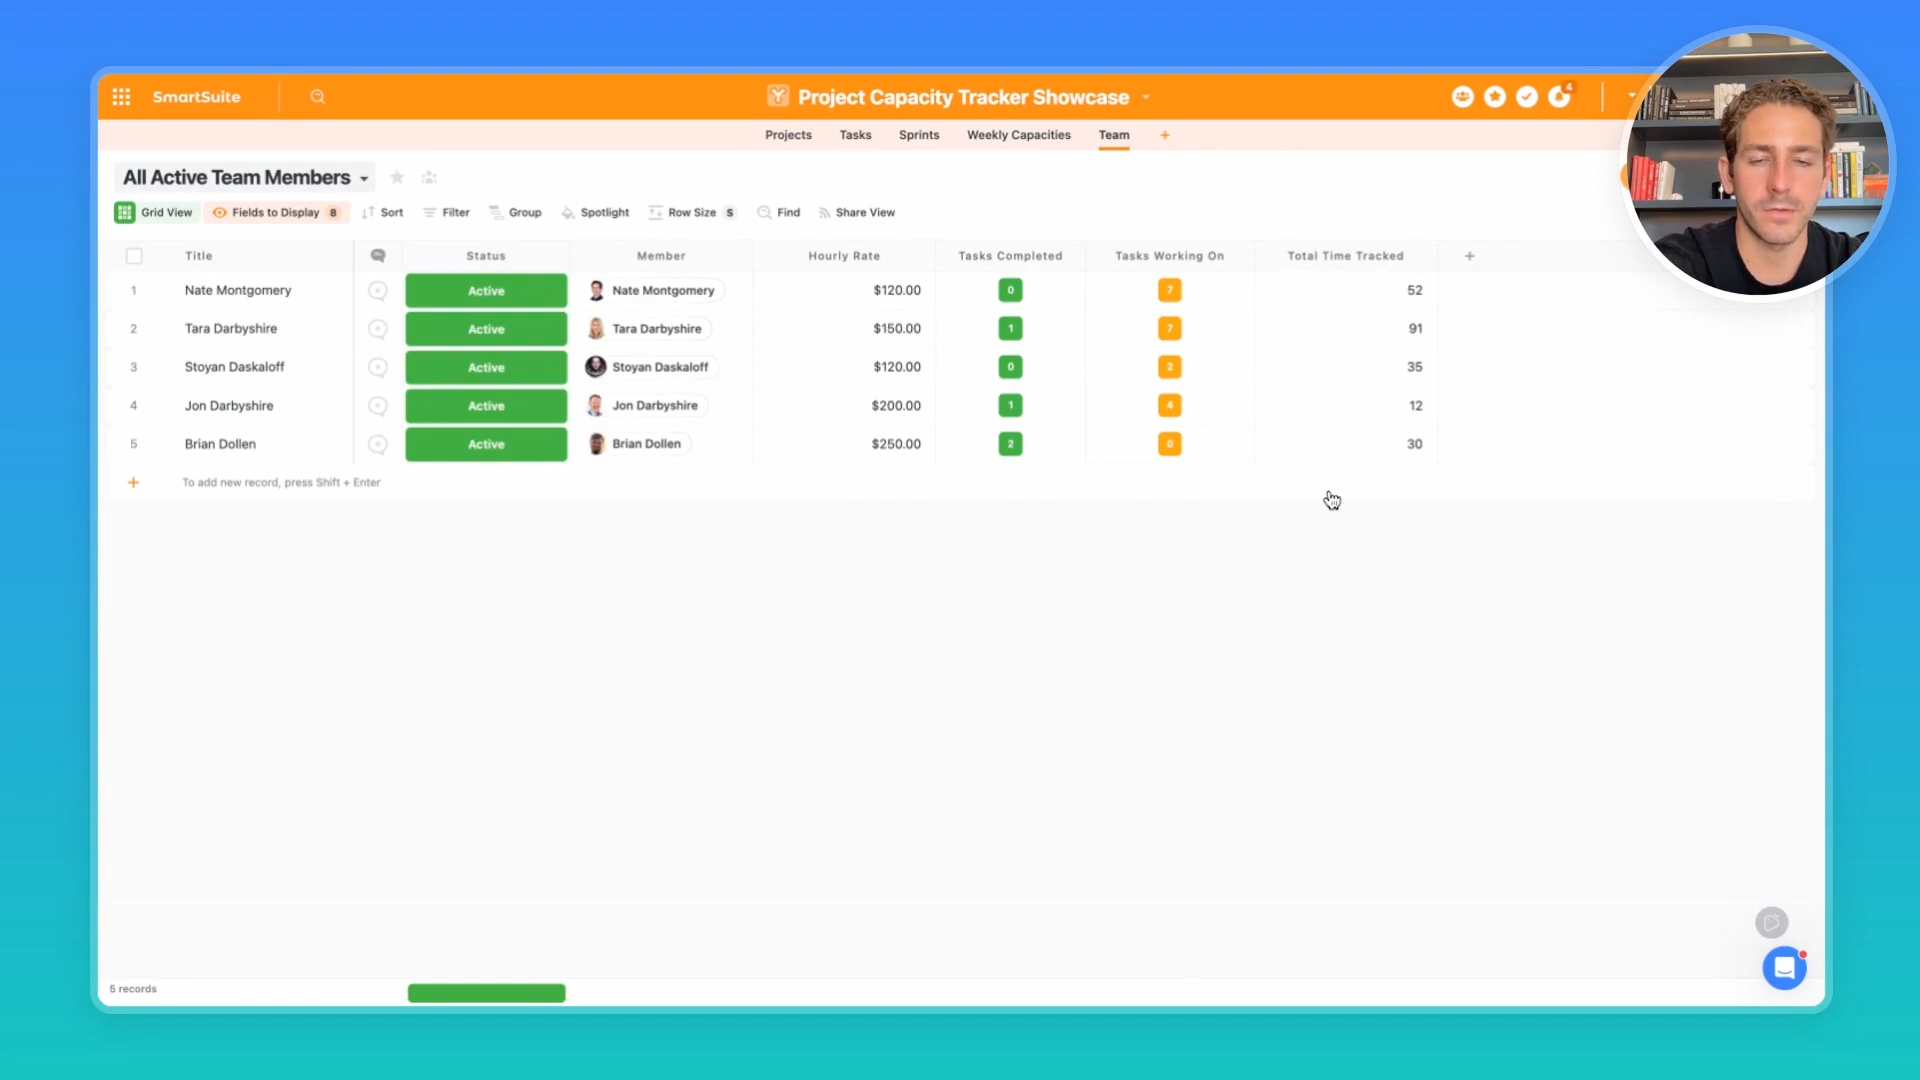 SmartSuite
Project Capacity Tracker Showcase
4
Projects Tasks Sprints Weekly Capacities Team +
All Active Team Members
Grid View Fields to Display 8 Sort Filter Group Spotlight Row Size S Find Share View
Title Status Member Hourly Rate Tasks Completed Tasks Working On Total Time Tracked +
1 Nate Montgomery Active Nate Montgomery $120.00 0 7 52
2 Tara Darbyshire Active Tara Darbyshire $150.00 1 7 91
3 Stoyan Daskaloff Active Stoyan Daskaloff $120.00 0 2 35
4 Jon Darbyshire Active Jon Darbyshire $200.00 1 4 12
5 Brian Dollen Active Brian Dollen $250.00 2 0 30
+ To add new record, press Shift + Enter
5 records